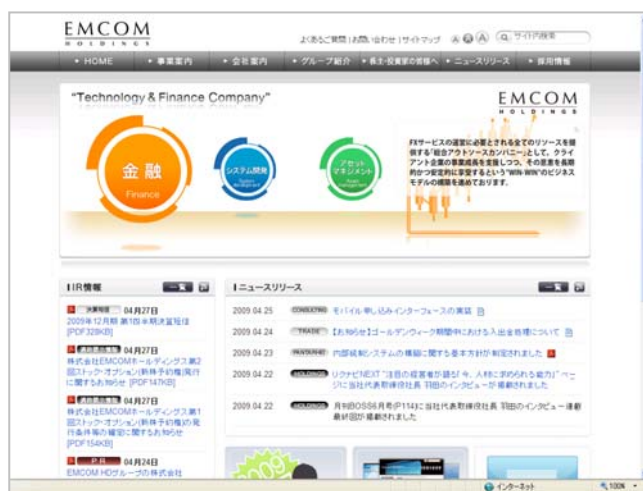 EMCOM
HOLDINGS
よくあるご質問 | お問い合わせ | サイトマップ
A A A
サイト内検索
HOME
事業案内
会社案内
グループ紹介
株主・投資家の皆様へ
ニュースリリース
採用情報
"Technology & Finance Company"
EMCOM
HOLDINGS
金融
Finance
システム開発
System
Development
アセット
マネジメント
Asset
Management
FXサービスの運営に必要とされる全てのリソースを提
供する「総合アウトソースカンパニー」として、クライ
アント企業の事業成長を支援しつつ、その恩恵を長期
的かつ安定的に享受するという"WIN-WIN"のビジネス
モデルの構築を進めております。
IR情報
一覧
決算短信 04月27日
2009年12月期 第1四半期決算短信
[PDF328KB]
適時開示情報 04月27日
株式会社EMCOMホールディングス第2
回ストック・オプション(新株予約権)発行
に関するお知らせ [PDF147KB]
適時開示情報 04月27日
株式会社EMCOMホールディングス第1
回ストック・オプション(新株予約権)の発
行条件等の確定に関するお知らせ
[PDF154KB]
PR 04月24日
EMCOM HDグループの株式会社
ニュースリリース
一覧
2009.04.25 CONSULTING モバイル申し込みインターフェースの実装
2009.04.24 TRADE 【お知らせ】ゴールデンウィーク期間中における入出金処理について
2009.04.23 内部統制システムの構築に関する基本方針が制定されました
2009.04.22 HOLDINGS リクナビNEXT "注目の経営者が語る「今、人材に求められる能力」"ペー
ジに当社代表取締役社長 羽田のインタビューが掲載されました
2009.04.22 HOLDINGS 月刊BOSS6月号(P114)に当社代表取締役社長 羽田のインタビュー連載
最終回が掲載されました
2009
インターネット
100%